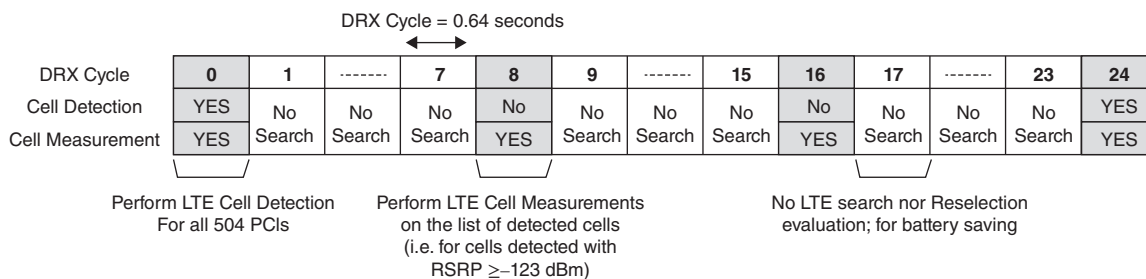 DRX Cycle = 0.64 seconds
DRX Cycle 0 1 ------- 7 8 9 ------- 15 16 17 ------- 23 24
Cell Detection YES No Search No Search No Search No No Search No Search No Search No No Search No Search No Search YES
Cell Measurement YES YES YES YES
Perform LTE Cell Detection
For all 504 PCIs
Perform LTE Cell Measurements
on the list of detected cells
(i.e. for cells detected with
RSRP ≥–123 dBm)
No LTE search nor Reselection
evaluation; for battery saving